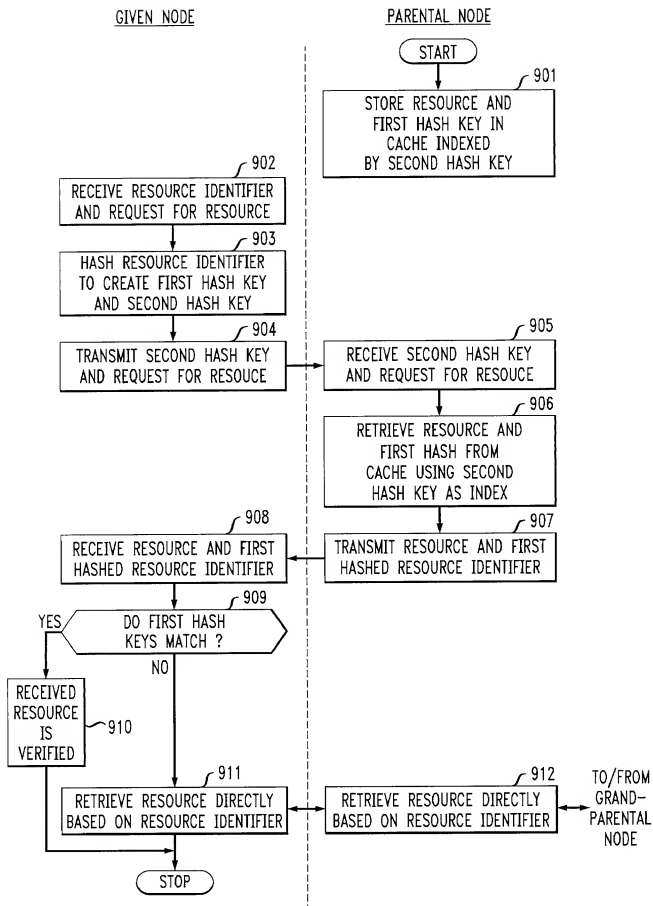 GIVEN NODE
PARENTAL NODE
START
901
STORE RESOURCE AND
FIRST HASH KEY IN
CACHE INDEXED
BY SECOND HASH KEY
902
RECEIVE RESOURCE IDENTIFIER
AND REQUEST FOR RESOURCE
903
HASH RESOURCE IDENTIFIER
TO CREATE FIRST HASH KEY
AND SECOND HASH KEY
904
TRANSMIT SECOND HASH KEY
AND REQUEST FOR RESOUCE
905
RECEIVE SECOND HASH KEY
AND REQUEST FOR RESOUCE
906
RETRIEVE RESOURCE AND
FIRST HASH FROM
CACHE USING SECOND
HASH KEY AS INDEX
907
TRANSMIT RESOURCE AND FIRST
HASHED RESOURCE IDENTIFIER
908
RECEIVE RESOURCE AND FIRST
HASHED RESOURCE IDENTIFIER
909
DO FIRST HASH
KEYS MATCH ?
YES
NO
RECEIVED
RESOURCE
IS
VERIFIED
910
911
RETRIEVE RESOURCE DIRECTLY
BASED ON RESOURCE IDENTIFIER
912
RETRIEVE RESOURCE DIRECTLY
BASED ON RESOURCE IDENTIFIER
TO/FROM
GRAND-
PARENTAL
NODE
STOP